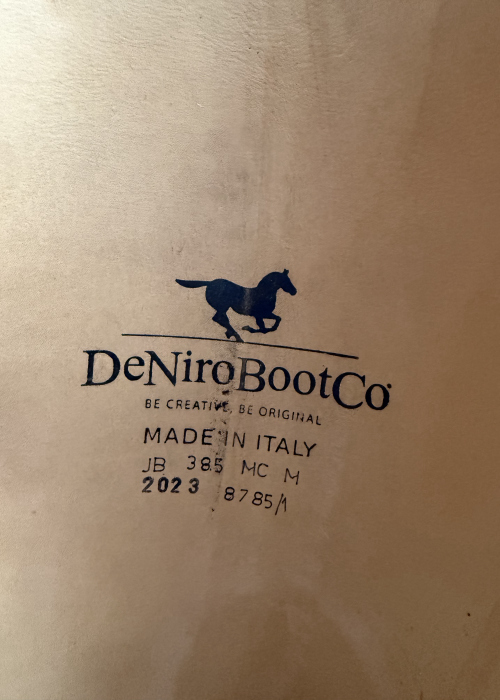 DeNiroBootCo
BE CREATIVE, BE ORIGINAL
MADE IN ITALY
JB 385 MC M
2023 8785/1